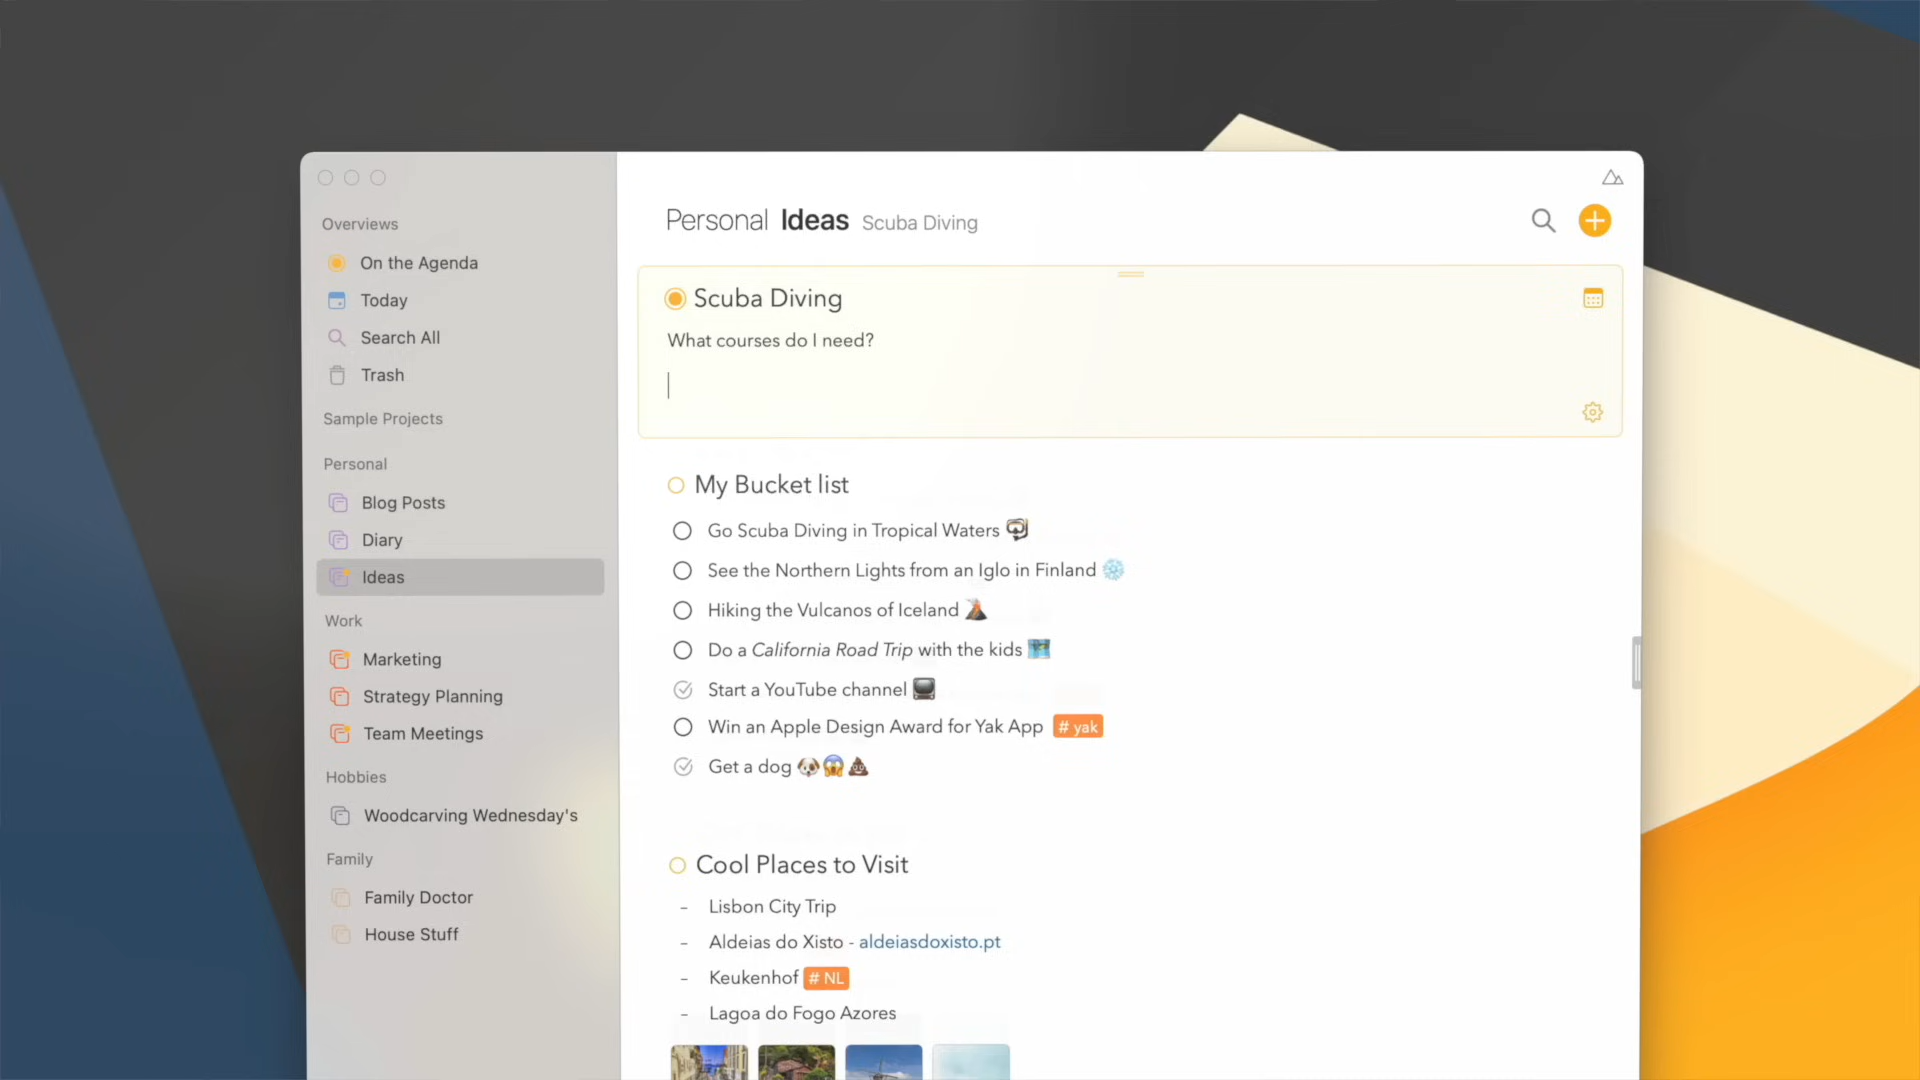 Overviews
On the Agenda
Today
Search All
Trash
Sample Projects
Personal
Blog Posts
Diary
Ideas
Work
Marketing
Strategy Planning
Team Meetings
Hobbies
Woodcarving Wednesday's
Family
Family Doctor
House Stuff
Personal Ideas Scuba Diving
Scuba Diving
What courses do I need?
My Bucket list
Go Scuba Diving in Tropical Waters 🤿
See the Northern Lights from an Iglo in Finland ❄️
Hiking the Vulcanos of Iceland 🌋
Do a California Road Trip with the kids 🏞️
Start a YouTube channel 📺
Win an Apple Design Award for Yak App # yak
Get a dog 🐶😱💩
Cool Places to Visit
- Lisbon City Trip
- Aldeias do Xisto - aldeiasdoxisto.pt
- Keukenhof # NL
- Lagoa do Fogo Azores